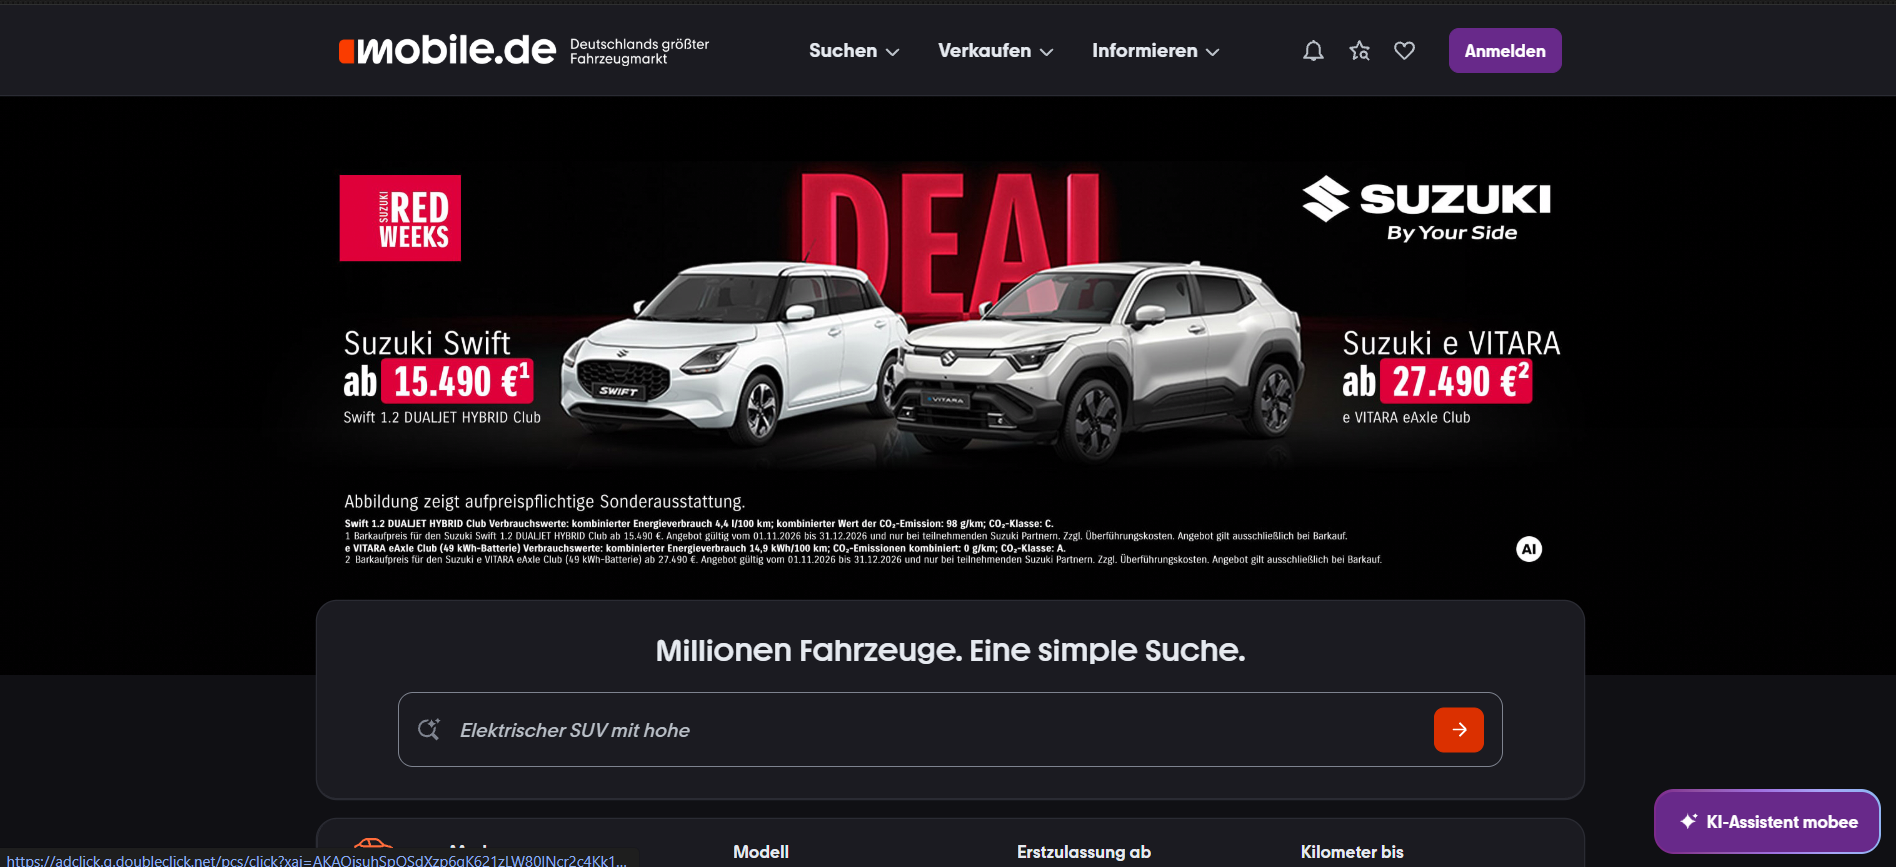 mobile.de
Deutschlands größter
Fahrzeugmarkt
Suchen
Verkaufen
Informieren
Anmelden
SUZUKI
RED
WEEKS
DEAL
SUZUKI
By Your Side
Suzuki Swift
ab 15.490 €1
Swift 1.2 DUALJET HYBRID Club
SWIFT
eVITARA
Suzuki e VITARA
ab 27.490 €2
e VITARA eAxle Club
Abbildung zeigt aufpreispflichtige Sonderausstattung.
Swift 1.2 DUALJET HYBRID Club Verbrauchswerte: kombinierter Energieverbrauch 4,4 l/100 km; kombinierter Wert der CO₂-Emission: 98 g/km; CO₂-Klasse: C.
1 Barkaufpreis für den Suzuki Swift 1.2 DUALJET HYBRID Club ab 15.490 €. Angebot gültig vom 01.11.2026 bis 31.12.2026 und nur bei teilnehmenden Suzuki Partnern. Zzgl. Überführungskosten. Angebot gilt ausschließlich bei Barkauf.
e VITARA eAxle Club (49 kWh-Batterie) Verbrauchswerte: kombinierter Energieverbrauch 14,9 kWh/100 km; CO₂-Emissionen kombiniert: 0 g/km; CO₂-Klasse: A.
2 Barkaufpreis für den Suzuki e VITARA eAxle Club (49 kWh-Batterie) ab 27.490 €. Angebot gültig vom 01.11.2026 bis 31.12.2026 und nur bei teilnehmenden Suzuki Partnern. Zzgl. Überführungskosten. Angebot gilt ausschließlich bei Barkauf.
AI
Millionen Fahrzeuge. Eine simple Suche.
Elektrischer SUV mit hohe
KI-Assistent mobee
Modell
Erstzulassung ab
Kilometer bis